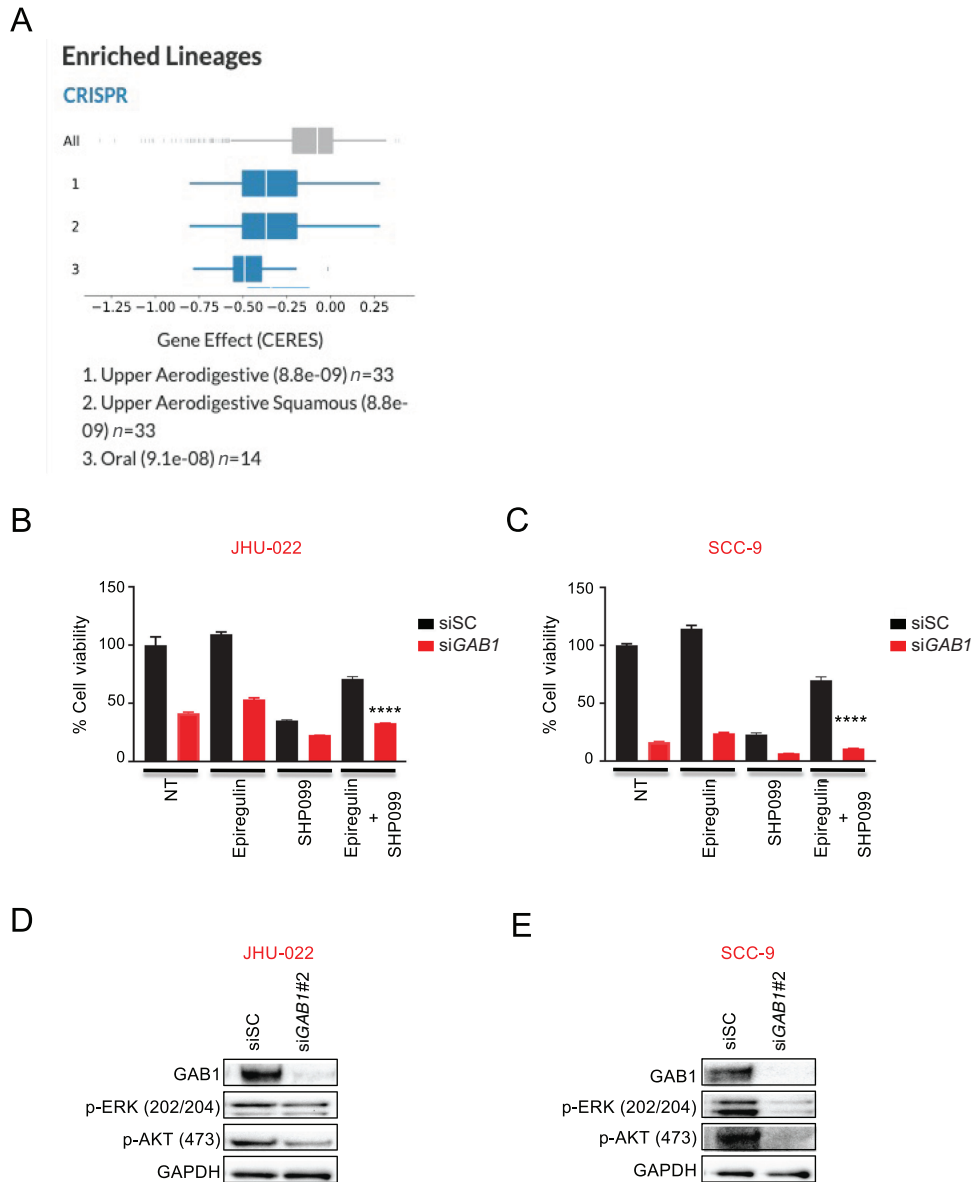 A
Enriched Lineages
CRISPR
All
1
2
3
−1.25 −1.00 −0.75 −0.50 −0.25 0.00 0.25
Gene Effect (CERES)
1. Upper Aerodigestive (8.8e-09) n=33
2. Upper Aerodigestive Squamous (8.8e-
09) n=33
3. Oral (9.1e-08) n=14
B
JHU-022
% Cell viability
150
100
50
0
siSC
siGAB1
****
NT
Epiregulin
SHP099
Epiregulin
+
SHP099
C
SCC-9
% Cell viability
150
100
50
0
siSC
siGAB1
****
NT
Epiregulin
SHP099
Epiregulin
+
SHP099
D
JHU-022
siSC
siGAB1#2
GAB1
p-ERK (202/204)
p-AKT (473)
GAPDH
E
SCC-9
siSC
siGAB1#2
GAB1
p-ERK (202/204)
p-AKT (473)
GAPDH